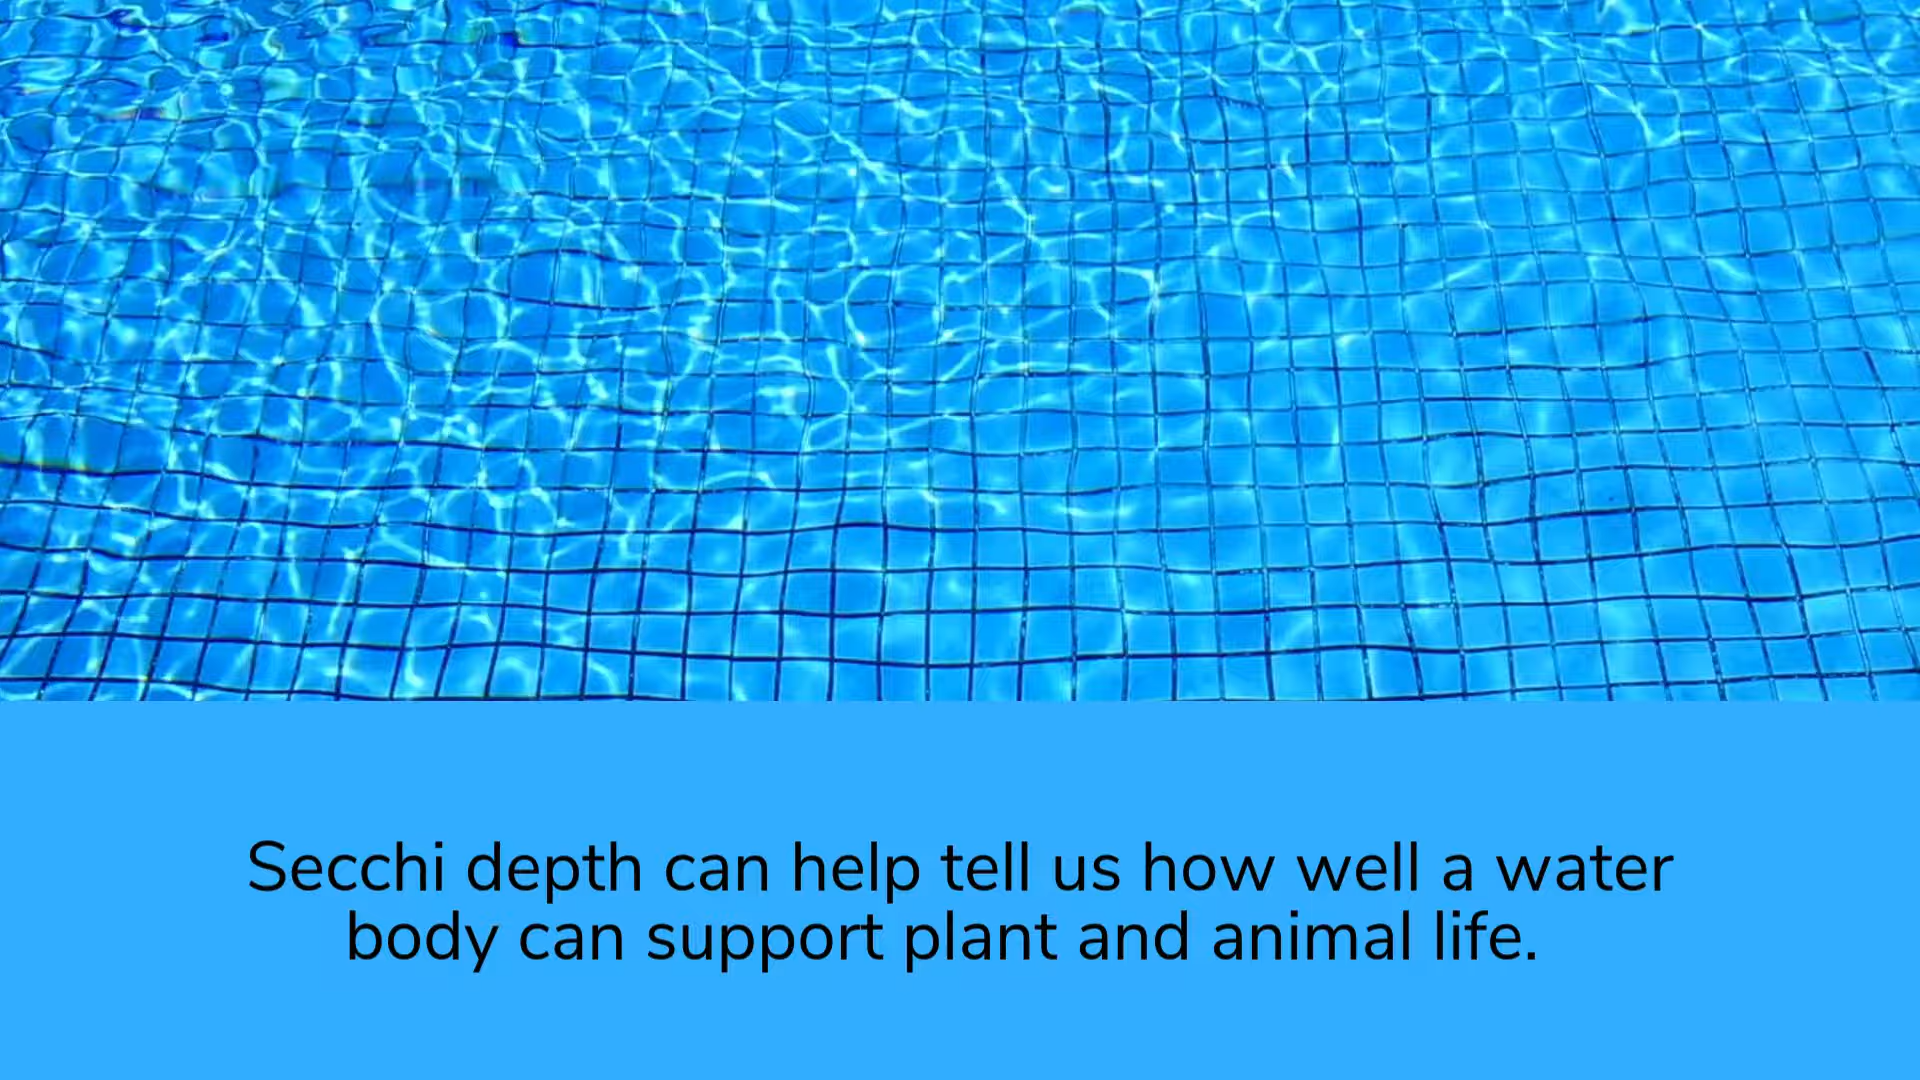 Secchi depth can help tell us how well a water
body can support plant and animal life.